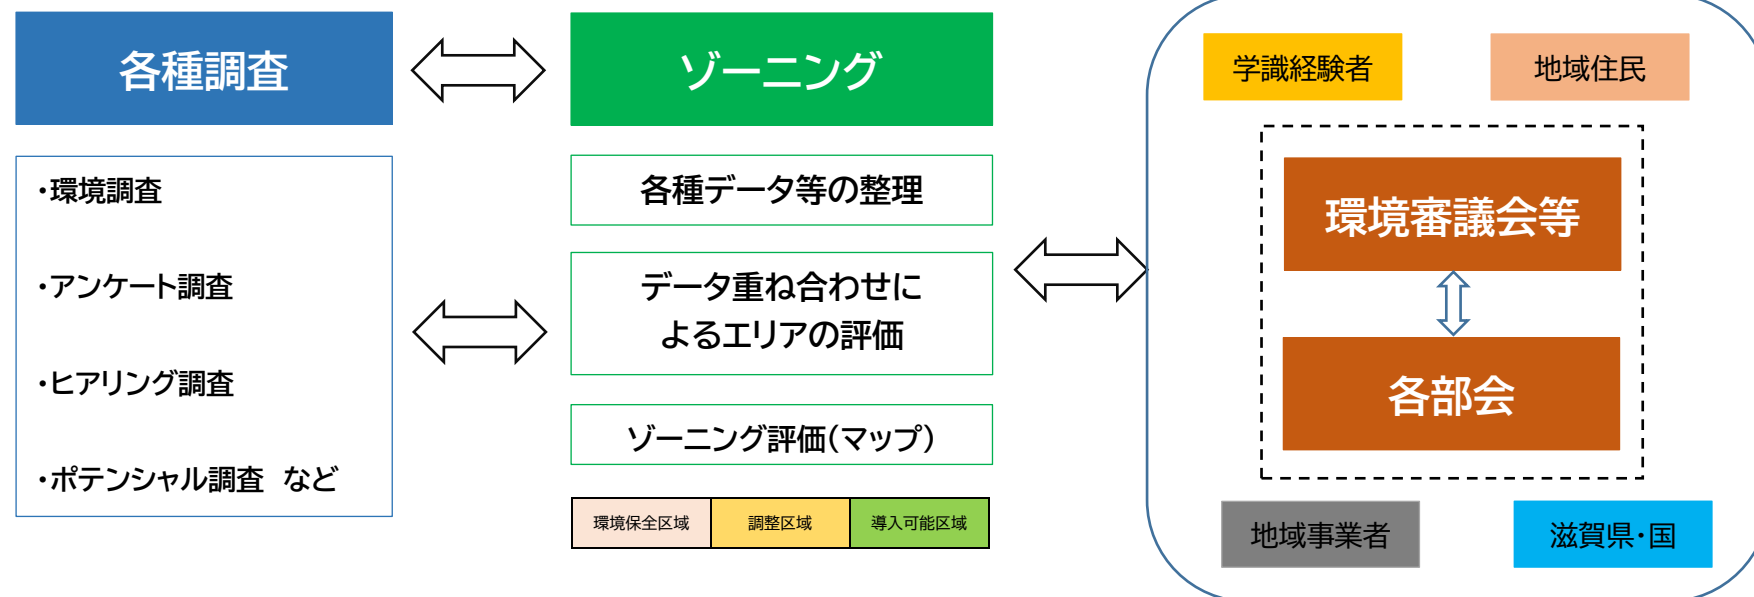 各種調査
・環境調査
・アンケート調査
・ヒアリング調査
・ポテンシャル調査　など
ゾーニング
各種データ等の整理
データ重ね合わせに
よるエリアの評価
ゾーニング評価(マップ)
環境保全区域
調整区域
導入可能区域
学識経験者
地域住民
環境審議会等
各部会
地域事業者
滋賀県・国